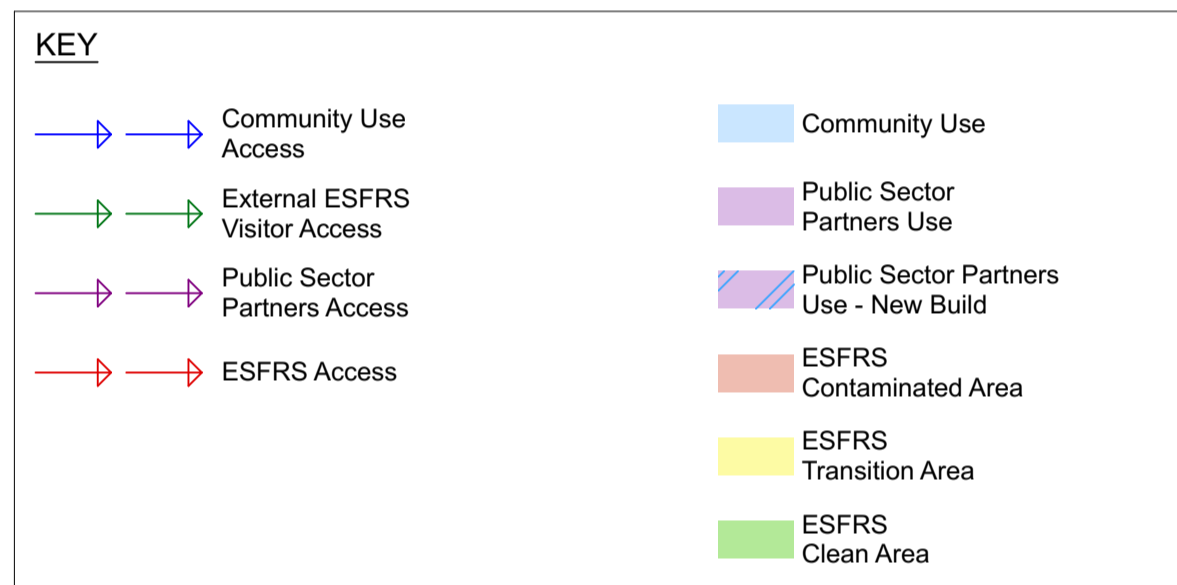 KEY
Community Use
Access
External ESFRS
Visitor Access
Public Sector
Partners Access
ESFRS Access
Community Use
Public Sector
Partners Use
Public Sector Partners
Use - New Build
ESFRS
Contaminated Area
ESFRS
Transition Area
ESFRS
Clean Area